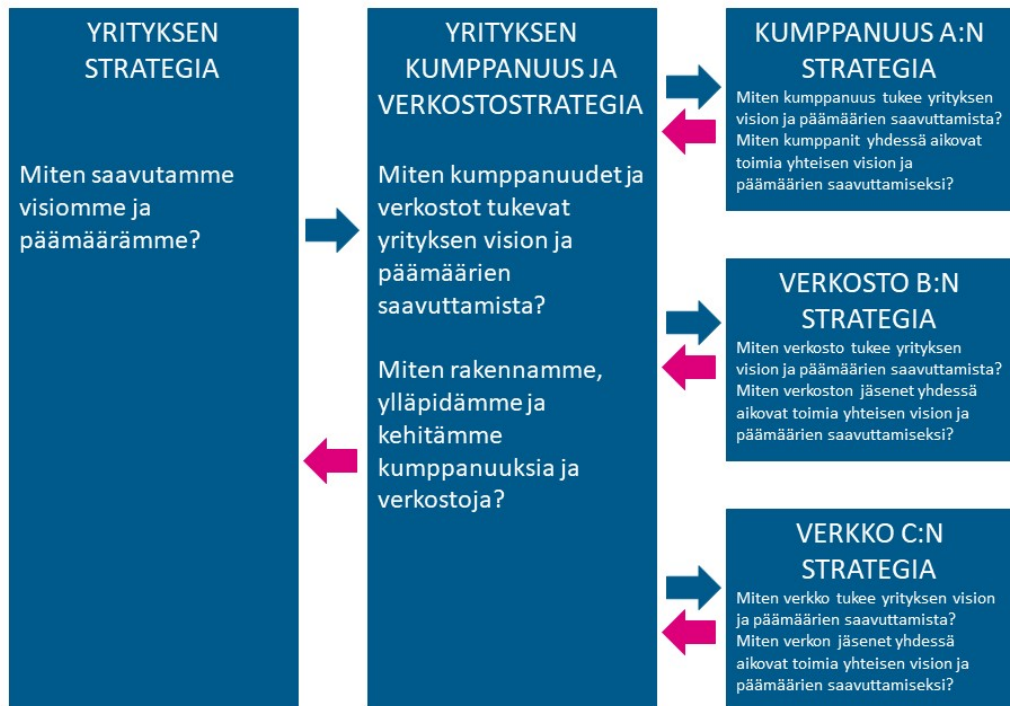 YRITYKSEN
STRATEGIA
Miten saavutamme
visiomme ja
päämäärämme?
YRITYKSEN
KUMPPANUUS JA
VERKOSTOSTRATEGIA
Miten kumppanuudet ja
verkostot tukevat
yrityksen vision ja
päämäärien
saavuttamista?
Miten rakennamme,
ylläpidämme ja
kehitämme
kumppanuuksia ja
verkostoja?
KUMPPANUUS A:N
STRATEGIA
Miten kumppanuus tukee yrityksen
vision ja päämäärien saavuttamista?
Miten kumppanit yhdessä aikovat
toimia yhteisen vision ja
päämäärien saavuttamiseksi?
VERKOSTO B:N
STRATEGIA
Miten verkosto tukee yrityksen
vision ja päämäärien saavuttamista?
Miten verkoston jäsenet yhdessä
aikovat toimia yhteisen vision ja
päämäärien saavuttamiseksi?
VERKKO C:N
STRATEGIA
Miten verkko tukee yrityksen vision
ja päämäärien saavuttamista?
Miten verkon jäsenet yhdessä
aikovat toimia yhteisen vision ja
päämäärien saavuttamiseksi?